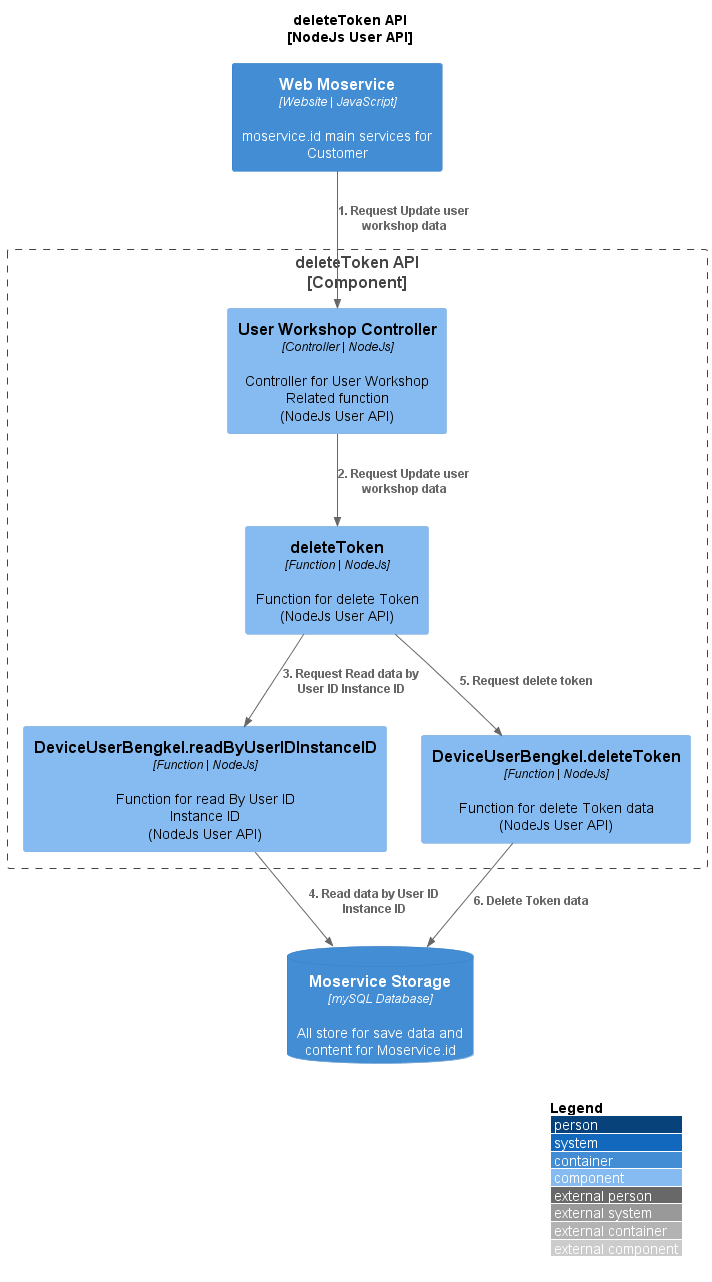 deleteToken API
[NodeJs User API]
Web Moservice
[Website | JavaScript]
moservice.id main services for
Customer
1. Request Update user
workshop data
deleteToken API
[Component]
User Workshop Controller
[Controller | NodeJs]
Controller for User Workshop
Related function
(NodeJs User API)
2. Request Update user
workshop data
deleteToken
[Function | NodeJs]
Function for delete Token
(NodeJs User API)
3. Request Read data by
User ID Instance ID
5. Request delete token
DeviceUserBengkel.readByUserIDInstanceID
[Function | NodeJs]
Function for read By User ID
Instance ID
(NodeJs User API)
DeviceUserBengkel.deleteToken
[Function | NodeJs]
Function for delete Token data
(NodeJs User API)
4. Read data by User ID
Instance ID
6. Delete Token data
Moservice Storage
[mySQL Database]
All store for save data and
content for Moservice.id
Legend
person
system
container
component
external person
external system
external container
external component